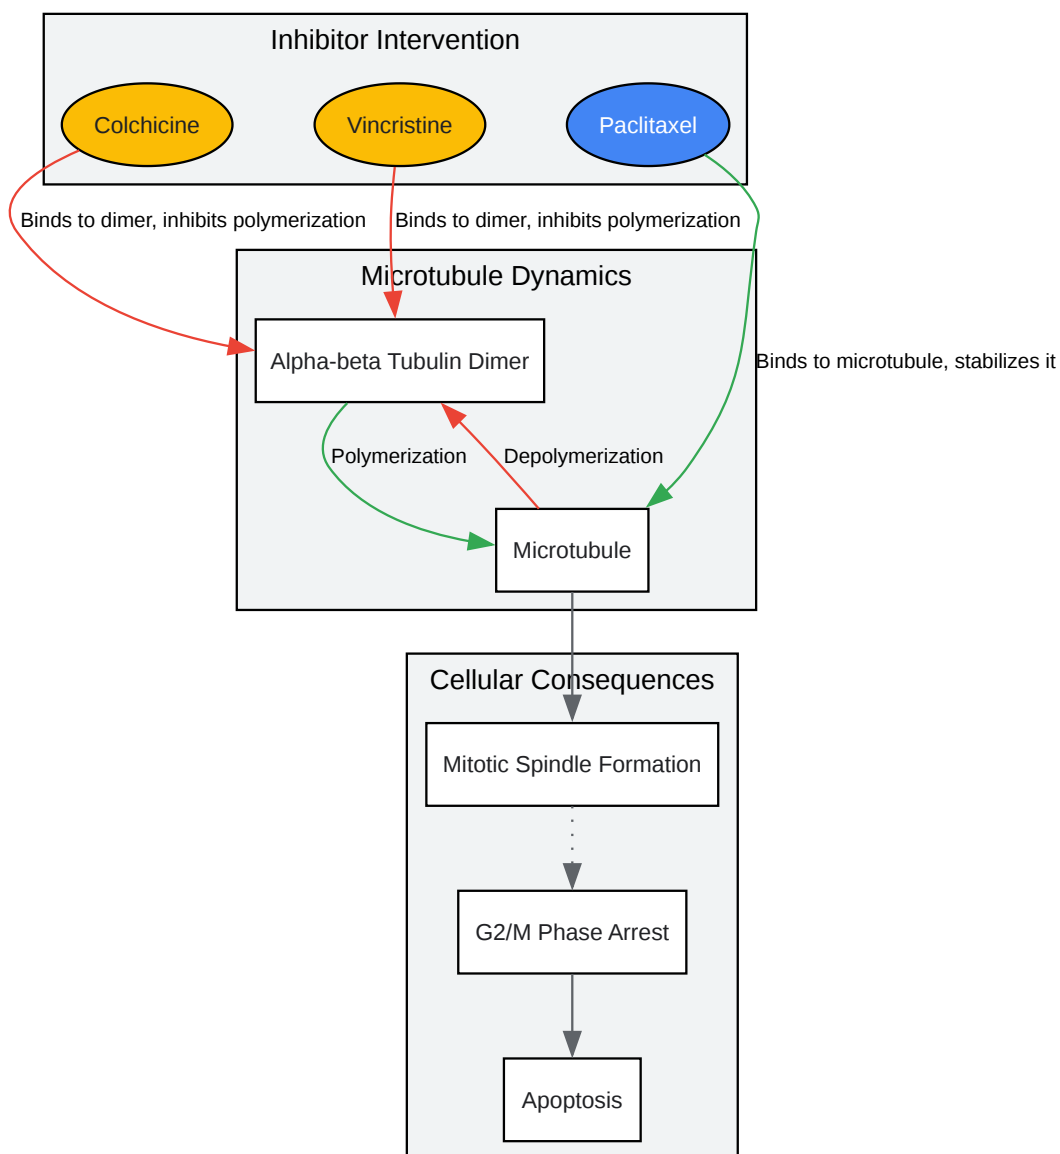 Inhibitor Intervention
Colchicine
Vincristine
Paclitaxel
Binds to dimer, inhibits polymerization
Binds to dimer, inhibits polymerization
Microtubule Dynamics
Alpha-beta Tubulin Dimer
Binds to microtubule, stabilizes it
Polymerization
Depolymerization
Microtubule
Cellular Consequences
Mitotic Spindle Formation
G2/M Phase Arrest
Apoptosis